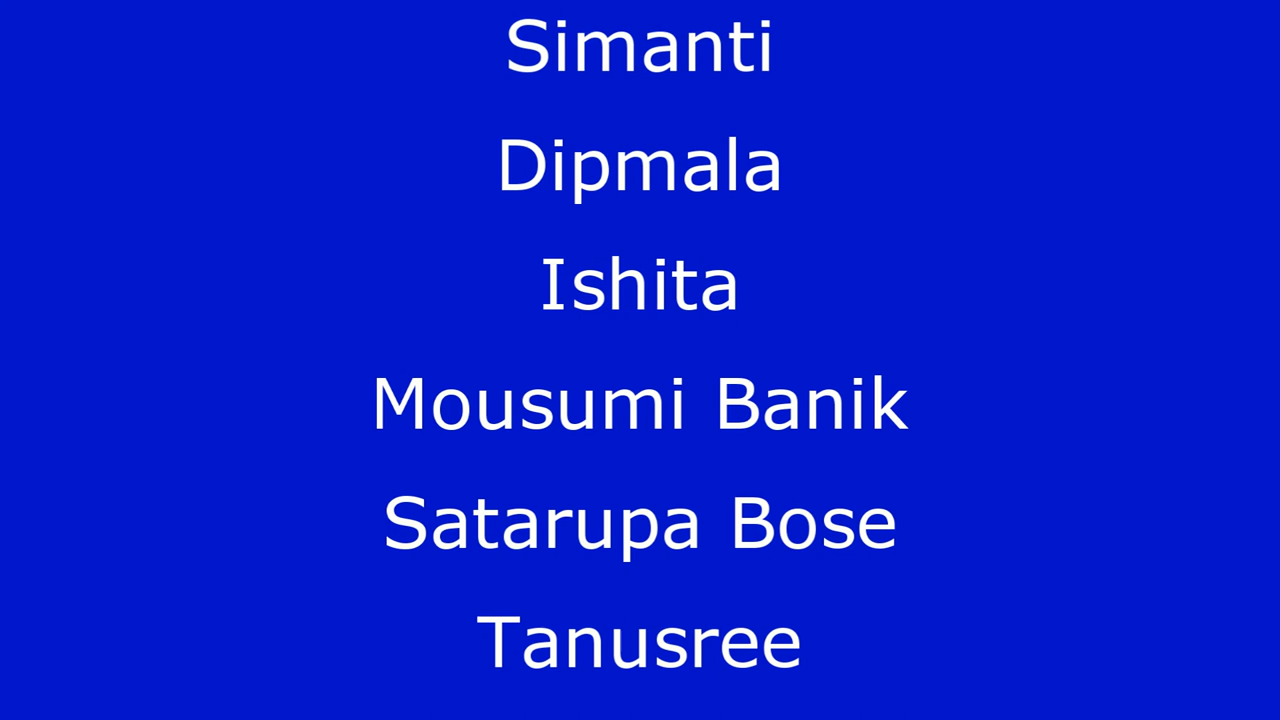 Simanti
Dipmala
Ishita
Mousumi Banik
Satarupa Bose
Tanusree